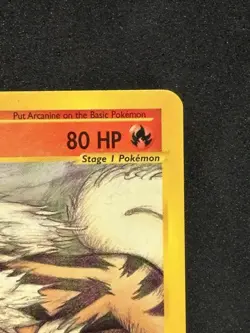 Put Arcanine on the Basic Pokémon
80 HP
Stage 1 Pokémon